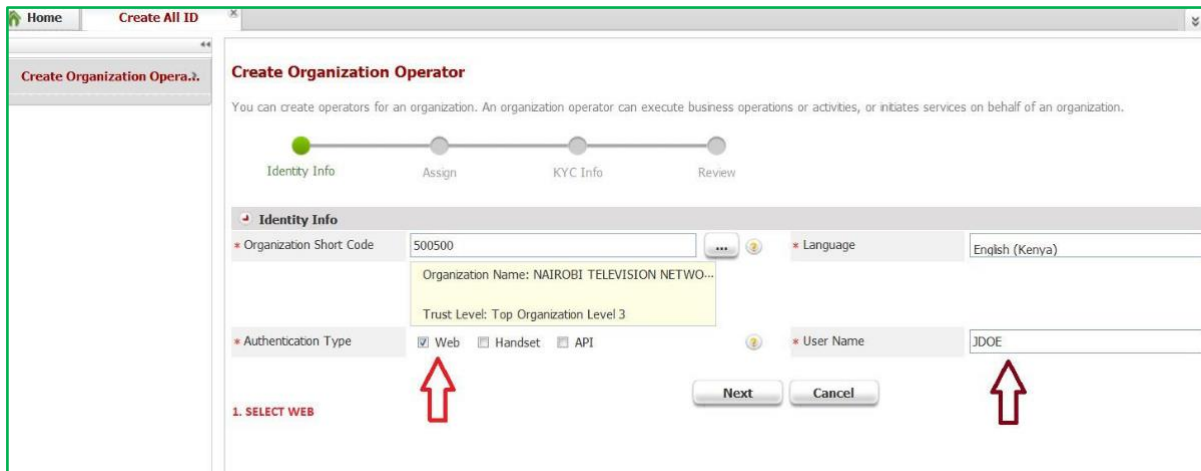 Home Create All ID
Create Organization Opera...
Create Organization Operator
You can create operators for an organization. An organization operator can execute business operations or activities, or initiates services on behalf of an organization.
Identity Info Assign KYC Info Review
Identity Info
* Organization Short Code 500500 ... * Language English (Kenya)
Organization Name: NAIROBI TELEVISION NETWO...
Trust Level: Top Organization Level 3
* Authentication Type Web Handset API * User Name JDOE
Next Cancel
1. SELECT WEB